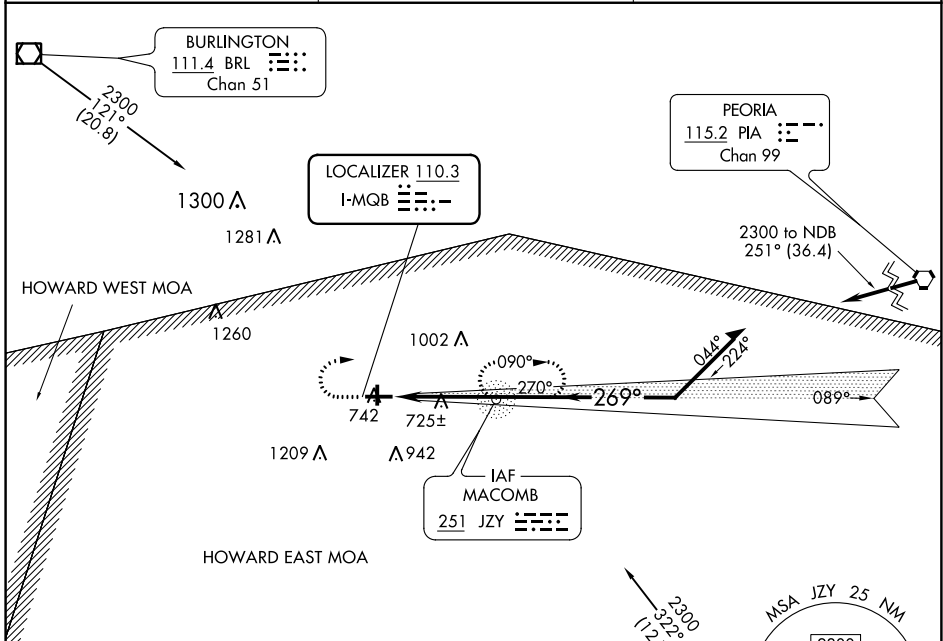 BURLINGTON
111.4 BRL
Chan 51
2300
121°
(20.8)
PEORIA
115.2 PIA
Chan 99
LOCALIZER 110.3
I-MQB
1300
1281
2300 to NDB
251° (36.4)
HOWARD WEST MOA
1260
1002
090°
270°
044°
224°
269°
089°
742
725±
1209
942
IAF
MACOMB
251 JZY
HOWARD EAST MOA
2300
322°
MSA JZY 25 NM